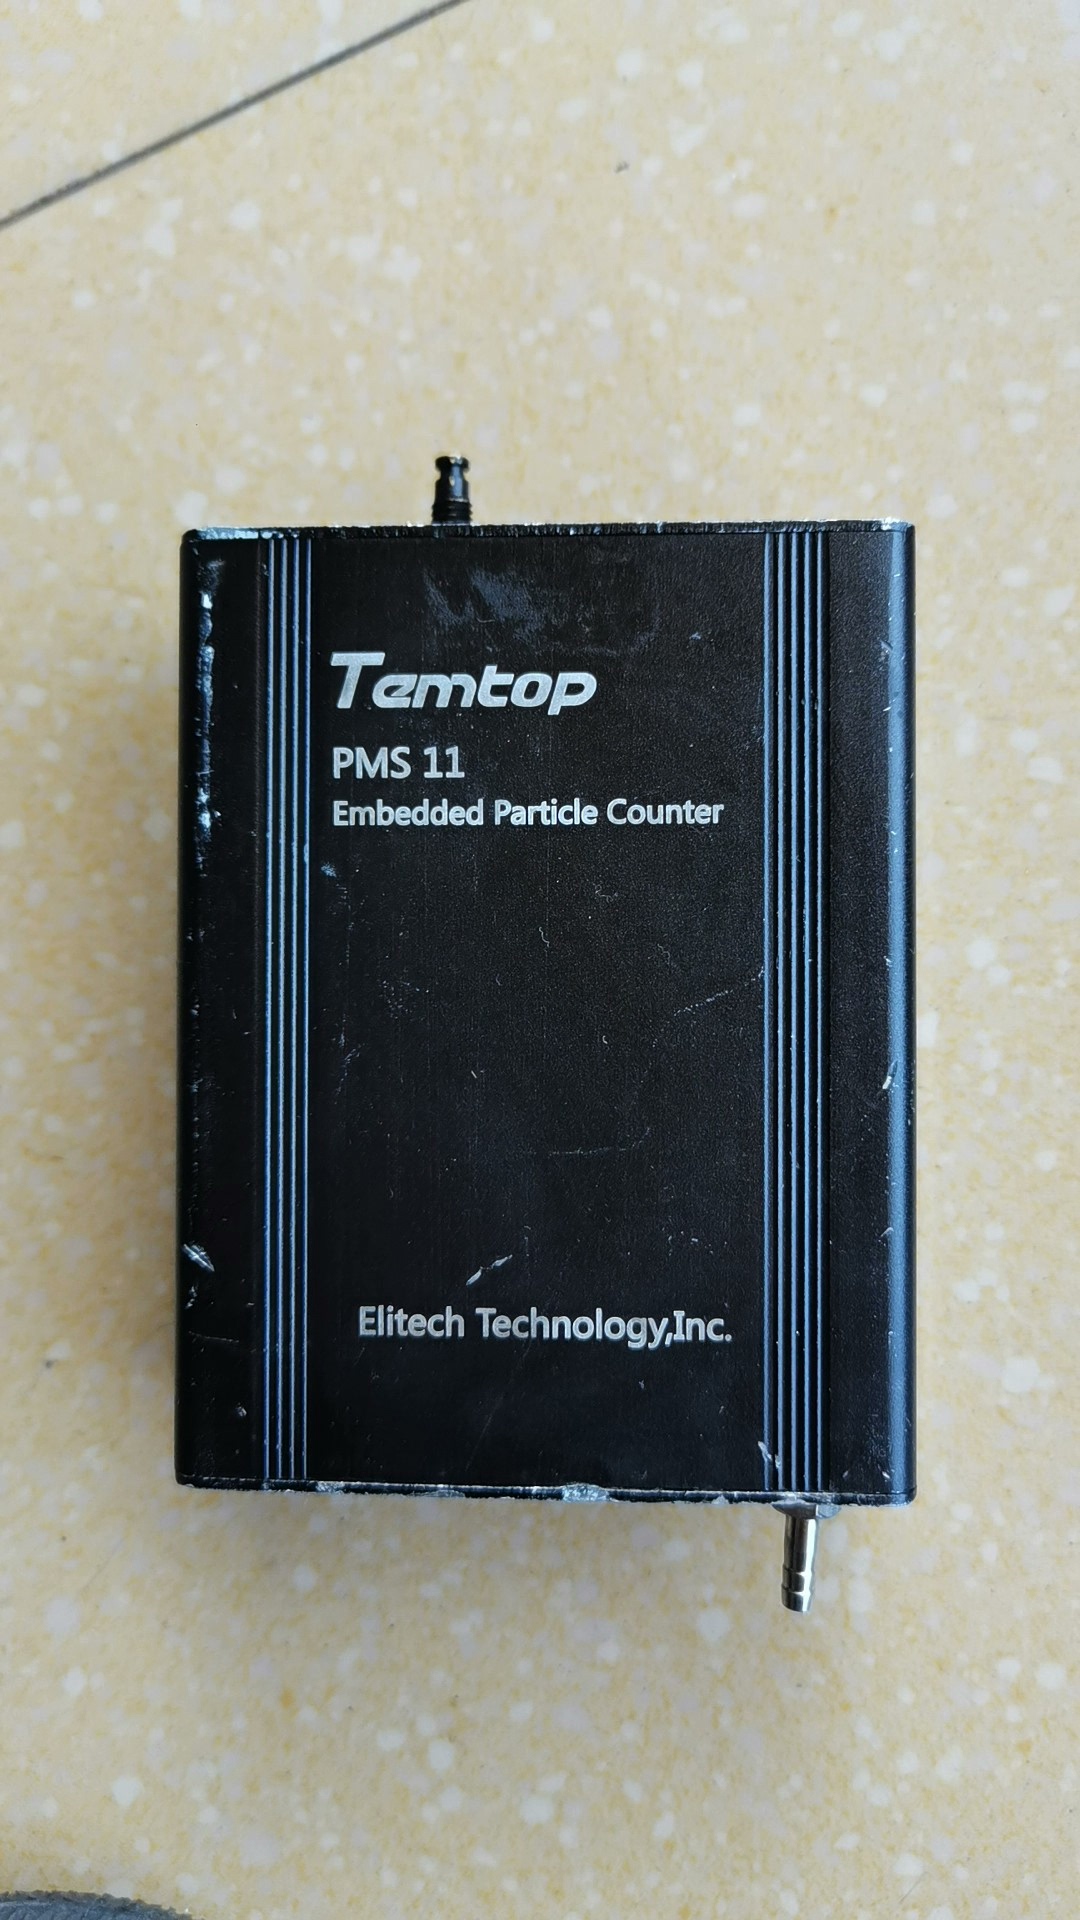 Temtop
PMS 11
Embedded Particle Counter
Elitech Technology,Inc.